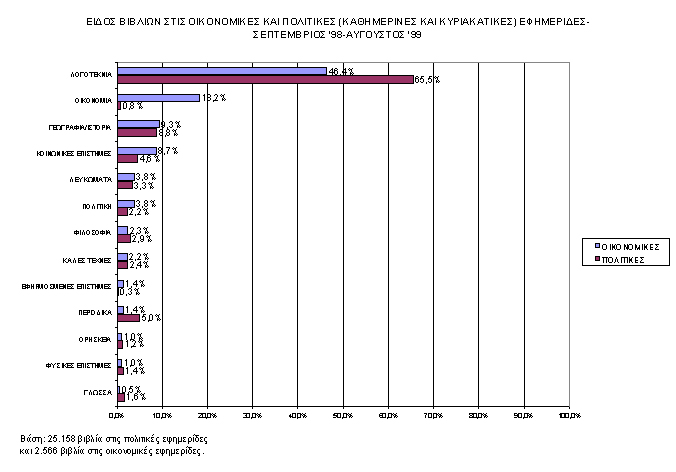 ΕΙΔΟΣ ΒΙΒΛΙΩΝ ΣΤΙΣ ΟΙΚΟΝΟΜΙΚΕΣ ΚΑΙ ΠΟΛΙΤΙΚΕΣ (ΚΑΘΗΜΕΡΙΝΕΣ ΚΑΙ ΚΥΡΙΑΚΑΤΙΚΕΣ) ΕΦΗΜΕΡΙΔΕΣ-
ΣΕΠΤΕΜΒΡΙΟΣ '98-ΑΥΓΟΥΣΤΟΣ '99
ΛΟΓΟΤΕΧΝΙΑ
46,4%
65,5%
ΟΙΚΟΝΟΜΙΑ
18,2%
0,8%
ΓΕΩΓΡΑΦΙΑ/ΙΣΤΟΡΙΑ
9,3%
8,8%
ΚΟΙΝΩΝΙΚΕΣ ΕΠΙΣΤΗΜΕΣ
8,7%
4,6%
ΛΕΥΚΩΜΑΤΑ
3,8%
3,3%
ΠΟΛΙΤΙΚΗ
3,8%
2,2%
ΦΙΛΟΣΟΦΙΑ
2,3%
2,9%
ΚΑΛΕΣ ΤΕΧΝΕΣ
2,2%
2,4%
ΕΦΗΡΜΟΣΜΕΝΕΣ ΕΠΙΣΤΗΜΕΣ
1,4%
0,3%
ΠΕΡΙΟΔΙΚΑ
1,4%
5,0%
ΘΡΗΣΚΕΙΑ
1,0%
1,2%
ΦΥΣΙΚΕΣ ΕΠΙΣΤΗΜΕΣ
1,0%
1,4%
ΓΛΩΣΣΑ
0,5%
1,6%
0,0% 10,0% 20,0% 30,0% 40,0% 50,0% 60,0% 70,0% 80,0% 90,0% 100,0%
ΟΙΚΟΝΟΜΙΚΕΣ
ΠΟΛΙΤΙΚΕΣ
Βάση: 25.158 βιβλία στις πολιτικές εφημερίδες
και 2.566 βιβλία στις οικονομικές εφημερίδες.